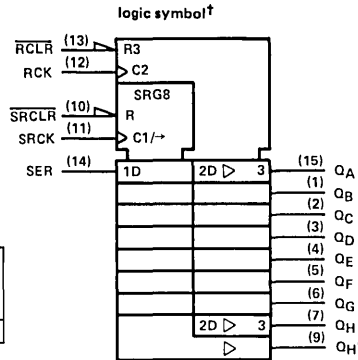 logic symbol†
RCLR (13) R3
RCK (12) C2
SRG8
SRCLR (10) R
SRCK (11) C1/→
SER (14) 1D 2D ▷ 3 (15) QA
(1) QB
(2) QC
(3) QD
(4) QE
(5) QF
(6) QG
2D ▷ 3 (7) QH
▷ (9) QH